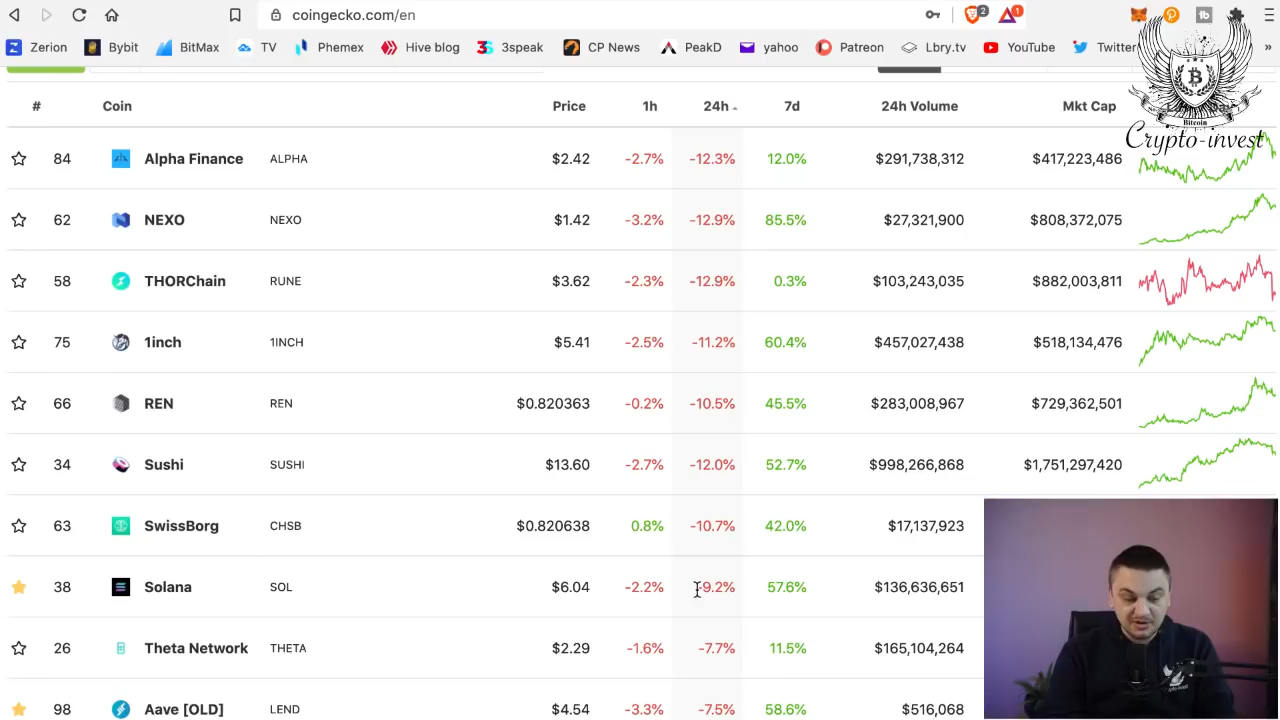 coingecko.com/en
2
1
Zerion Bybit BitMax TV Phemex Hive blog 3speak CP News PeakD yahoo Patreon Lbry.tv YouTube Twitter »
# Coin Price 1h 24h 7d 24h Volume Mkt Cap
Bitcoin
Crypto-invest
84 Alpha Finance ALPHA $2.42 -2.7% -12.3% 12.0% $291,738,312 $417,223,486
62 NEXO NEXO $1.42 -3.2% -12.9% 85.5% $27,321,900 $808,372,075
58 THORChain RUNE $3.62 -2.3% -12.9% 0.3% $103,243,035 $882,003,811
75 1inch 1INCH $5.41 -2.5% -11.2% 60.4% $457,027,438 $518,134,476
66 REN REN $0.820363 -0.2% -10.5% 45.5% $283,008,967 $729,362,501
34 Sushi SUSHI $13.60 -2.7% -12.0% 52.7% $998,266,868 $1,751,297,420
63 SwissBorg CHSB $0.820638 0.8% -10.7% 42.0% $17,137,923
38 Solana SOL $6.04 -2.2% -9.2% 57.6% $136,636,651
26 Theta Network THETA $2.29 -1.6% -7.7% 11.5% $165,104,264
98 Aave [OLD] LEND $4.54 -3.3% -7.5% 58.6% $516,068